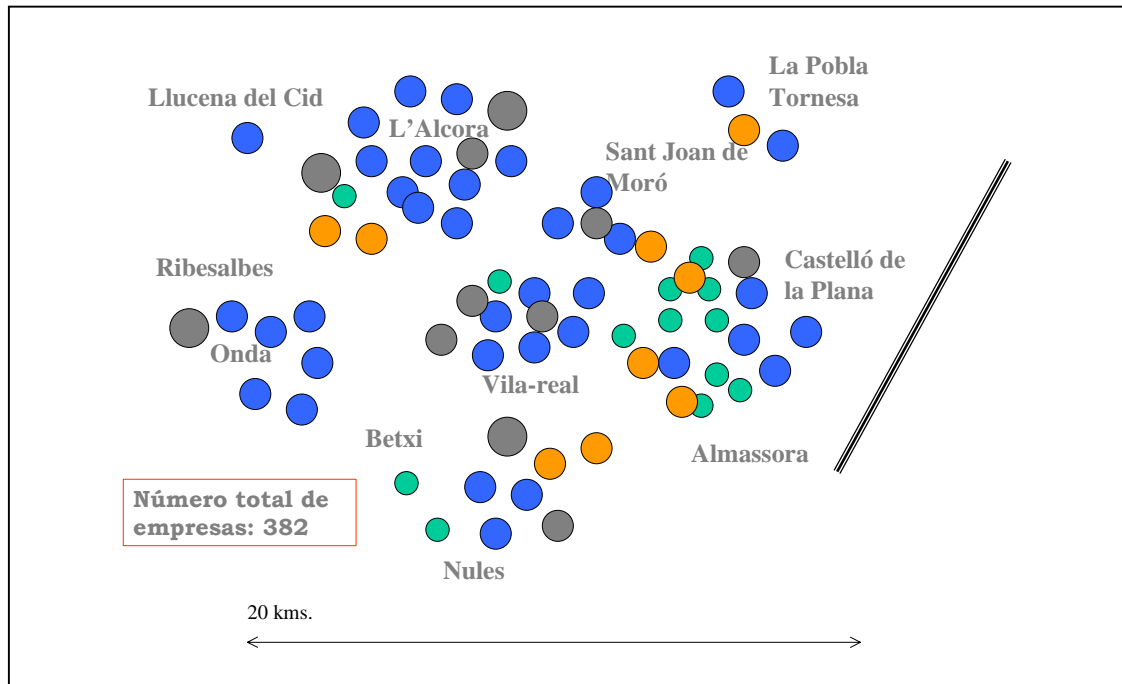 La Pobla
Tornesa
Llucena del Cid
L’Alcora
Sant Joan de
Moró
Ribesalbes
Castelló de
la Plana
Onda
Vila-real
Betxi
Almassora
Número total de
empresas: 382
Nules
20 kms.